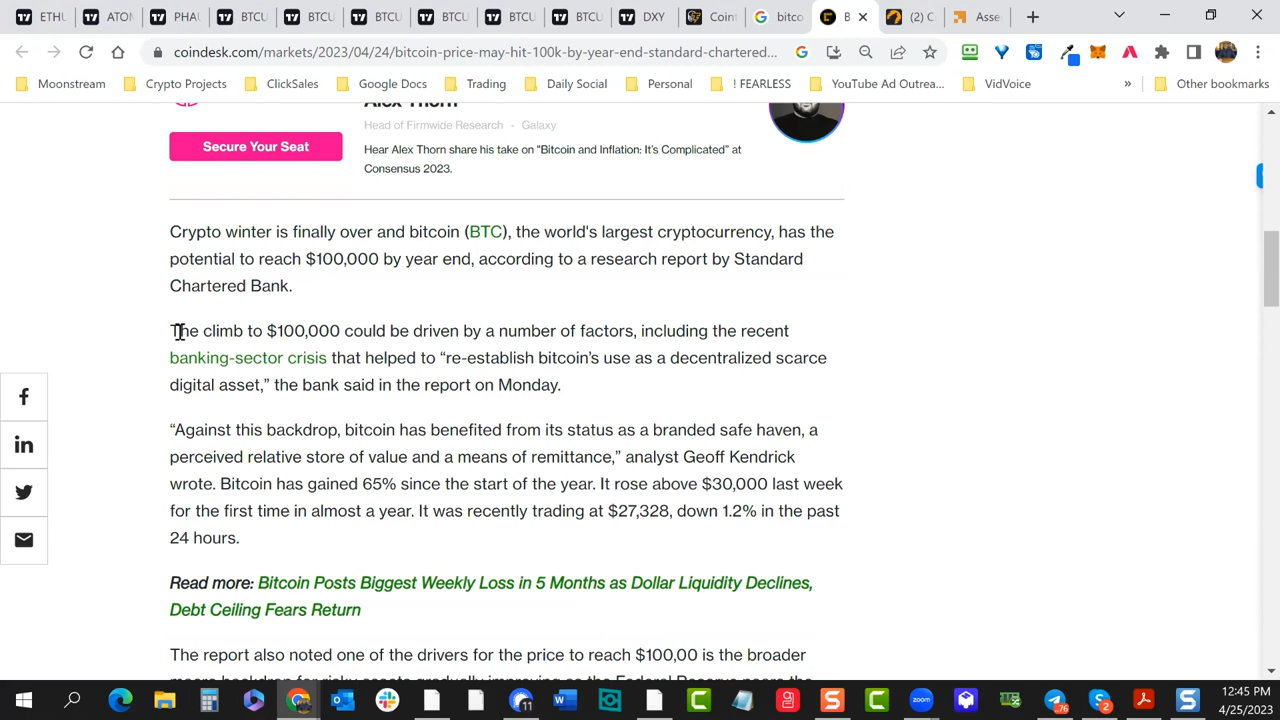 ETH
ATOM
PHA
BTCU
BTCU
BTCU
BTCU
BTCU
BTCU
DXY
Coin
bitco
B
(2) C
Asse
coindesk.com/markets/2023/04/24/bitcoin-price-may-hit-100k-by-year-end-standard-chartered...
Moonstream
Crypto Projects
ClickSales
Google Docs
Trading
Daily Social
Personal
! FEARLESS
YouTube Ad Outrea...
VidVoice
»
Other bookmarks
Alex Thorn
Head of Firmwide Research - Galaxy
Secure Your Seat
Hear Alex Thorn share his take on "Bitcoin and Inflation: It's Complicated” at
Consensus 2023.
Crypto winter is finally over and bitcoin (BTC), the world's largest cryptocurrency, has the
potential to reach $100,000 by year end, according to a research report by Standard
Chartered Bank.
The climb to $100,000 could be driven by a number of factors, including the recent
banking-sector crisis that helped to “re-establish bitcoin’s use as a decentralized scarce
digital asset,” the bank said in the report on Monday.
“Against this backdrop, bitcoin has benefited from its status as a branded safe haven, a
perceived relative store of value and a means of remittance,” analyst Geoff Kendrick
wrote. Bitcoin has gained 65% since the start of the year. It rose above $30,000 last week
for the first time in almost a year. It was recently trading at $27,328, down 1.2% in the past
24 hours.
Read more: Bitcoin Posts Biggest Weekly Loss in 5 Months as Dollar Liquidity Declines,
Debt Ceiling Fears Return
The report also noted one of the drivers for the price to reach $100,00 is the broader
12:45 PM
4/25/2023